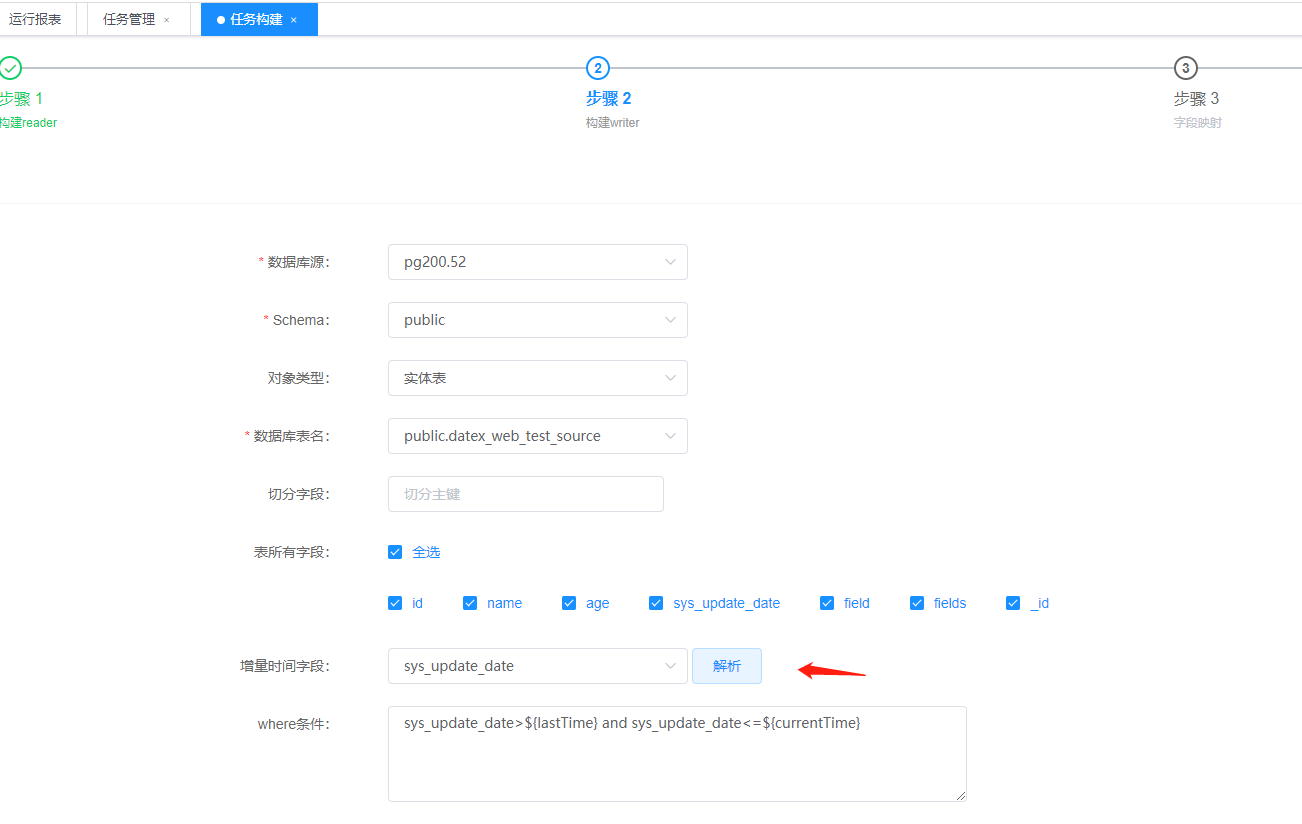 运行报表 任务管理 × 任务构建 ×
2 3
步骤 1 步骤 2 步骤 3
构建reader 构建writer 字段映射
* 数据库源: pg200.52
* Schema: public
对象类型: 实体表
* 数据库表名: public.datex_web_test_source
切分字段: 切分主键
表所有字段: 全选
id name age sys_update_date field fields _id
增量时间字段: sys_update_date 解析
where条件: sys_update_date>${lastTime} and sys_update_date<=${currentTime}